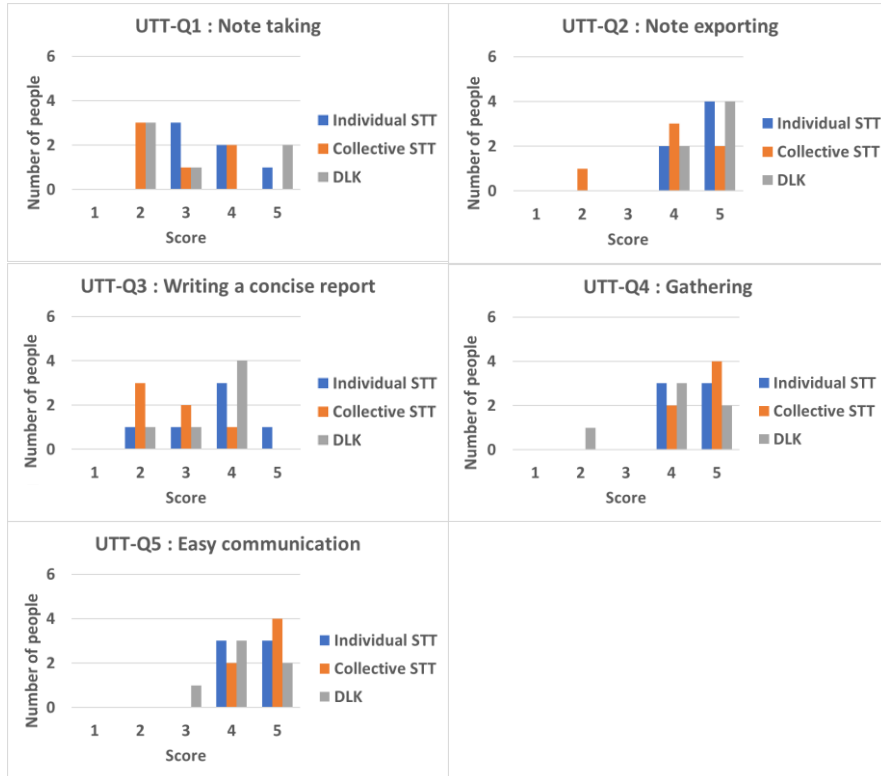 UTT-Q1 : Note taking
Number of people
6
4
2
0
1 2 3 4 5
Score
Individual STT
Collective STT
DLK
UTT-Q2 : Note exporting
Number of people
6
4
2
0
1 2 3 4 5
Score
Individual STT
Collective STT
DLK
UTT-Q3 : Writing a concise report
Number of people
6
4
2
0
1 2 3 4 5
Score
Individual STT
Collective STT
DLK
UTT-Q4 : Gathering
Number of people
6
4
2
0
1 2 3 4 5
Score
Individual STT
Collective STT
DLK
UTT-Q5 : Easy communication
Number of people
6
4
2
0
1 2 3 4 5
Score
Individual STT
Collective STT
DLK